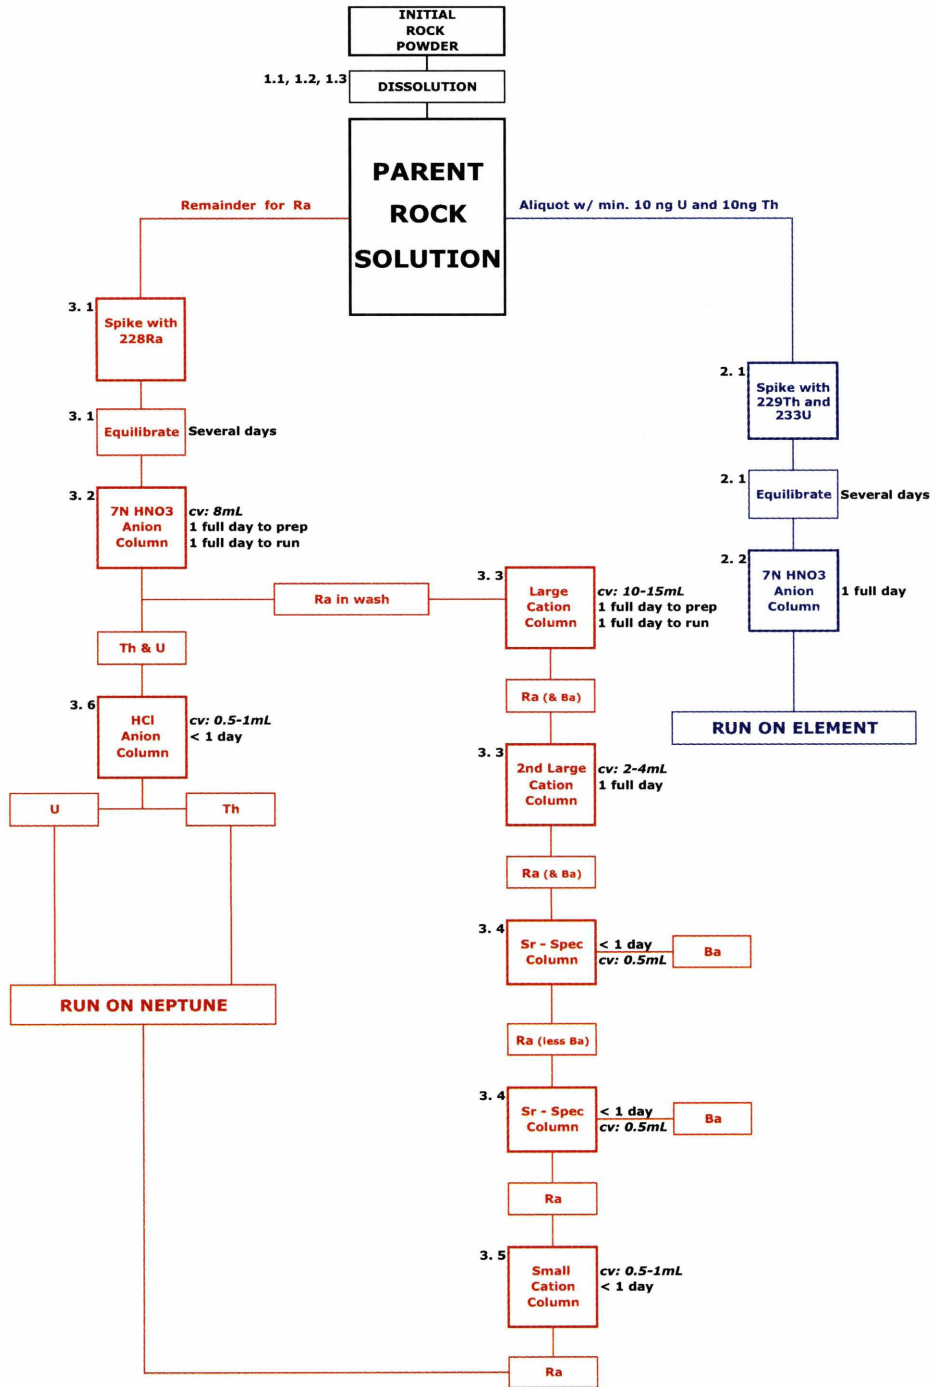 INITIAL
ROCK
POWDER
1.1, 1.2, 1.3
DISSOLUTION
PARENT
ROCK
SOLUTION
Remainder for Ra
Aliquot w/ min. 10 ng U and 10ng Th
3. 1
Spike with
228Ra
3. 1
Equilibrate
Several days
3. 2
7N HNO3
Anion
Column
cv: 8mL
1 full day to prep
1 full day to run
2. 1
Spike with
229Th and
233U
2. 1
Equilibrate
Several days
2. 2
7N HNO3
Anion
Column
1 full day
RUN ON ELEMENT
Ra in wash
3. 3
Large
Cation
Column
cv: 10-15mL
1 full day to prep
1 full day to run
Th & U
3. 6
HCl
Anion
Column
cv: 0.5-1mL
< 1 day
U
Th
RUN ON NEPTUNE
Ra (& Ba)
3. 3
2nd Large
Cation
Column
cv: 2-4mL
1 full day
Ra (& Ba)
3. 4
Sr - Spec
Column
< 1 day
cv: 0.5mL
Ba
Ra (less Ba)
3. 4
Sr - Spec
Column
< 1 day
cv: 0.5mL
Ba
Ra
3. 5
Small
Cation
Column
cv: 0.5-1mL
< 1 day
Ra